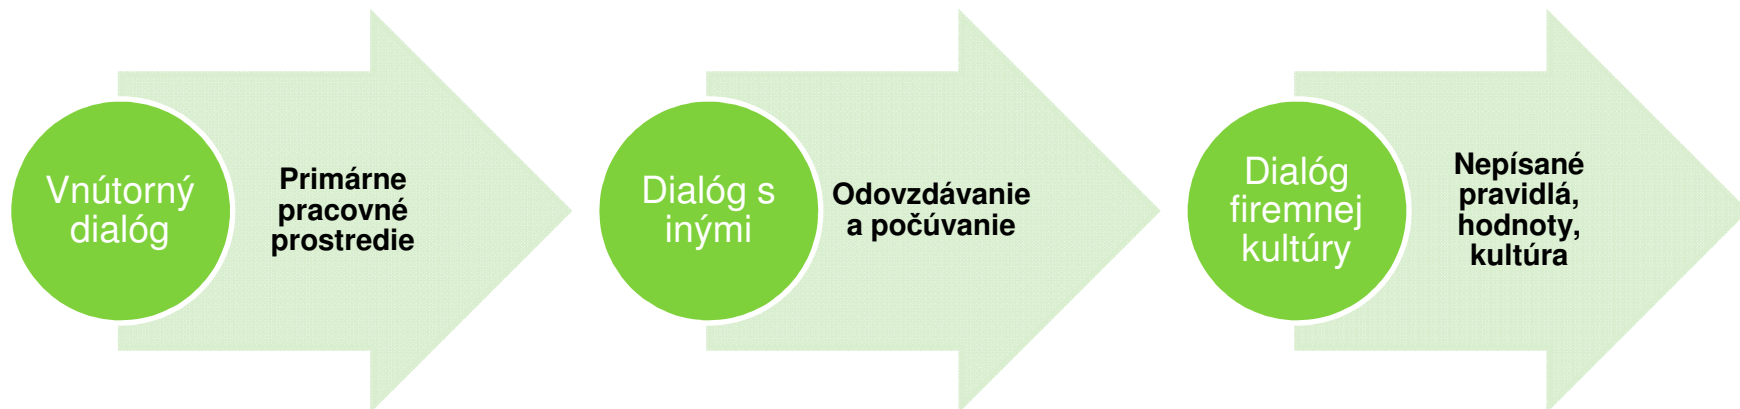 Vnútorný
dialóg
Primárne
pracovné
prostredie
Dialóg s
inými
Odovzdávanie
a počúvanie
Dialóg
firemnej
kultúry
Nepísané
pravidlá,
hodnoty,
kultúra